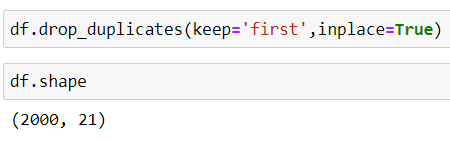 df.drop_duplicates(keep='first',inplace=True)
df.shape
(2000, 21)